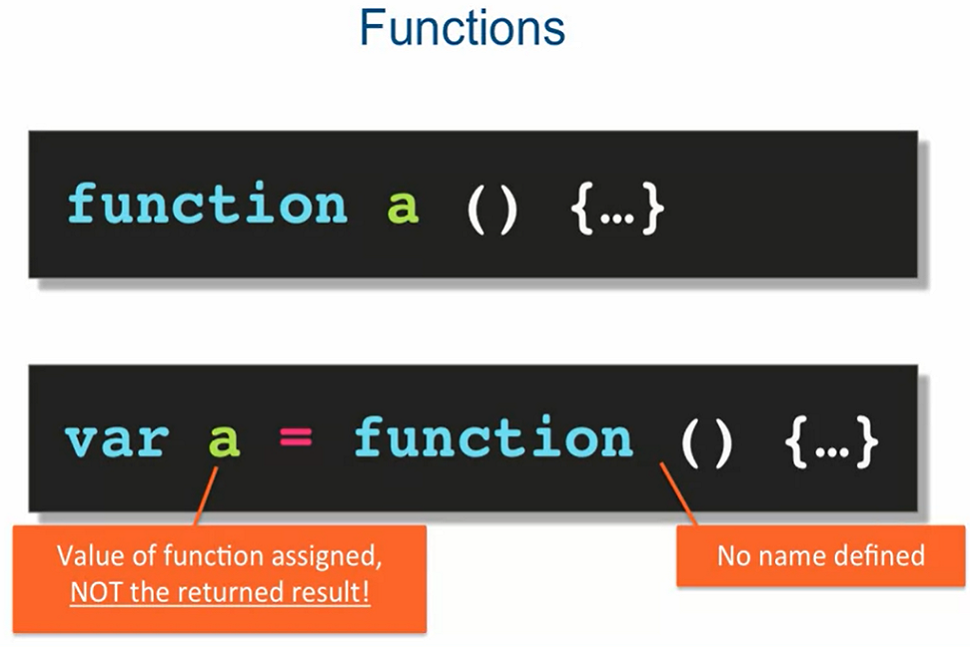 Functions
function a () {…}
var a = function () {…}
Value of function assigned,
NOT the returned result!
No name defined